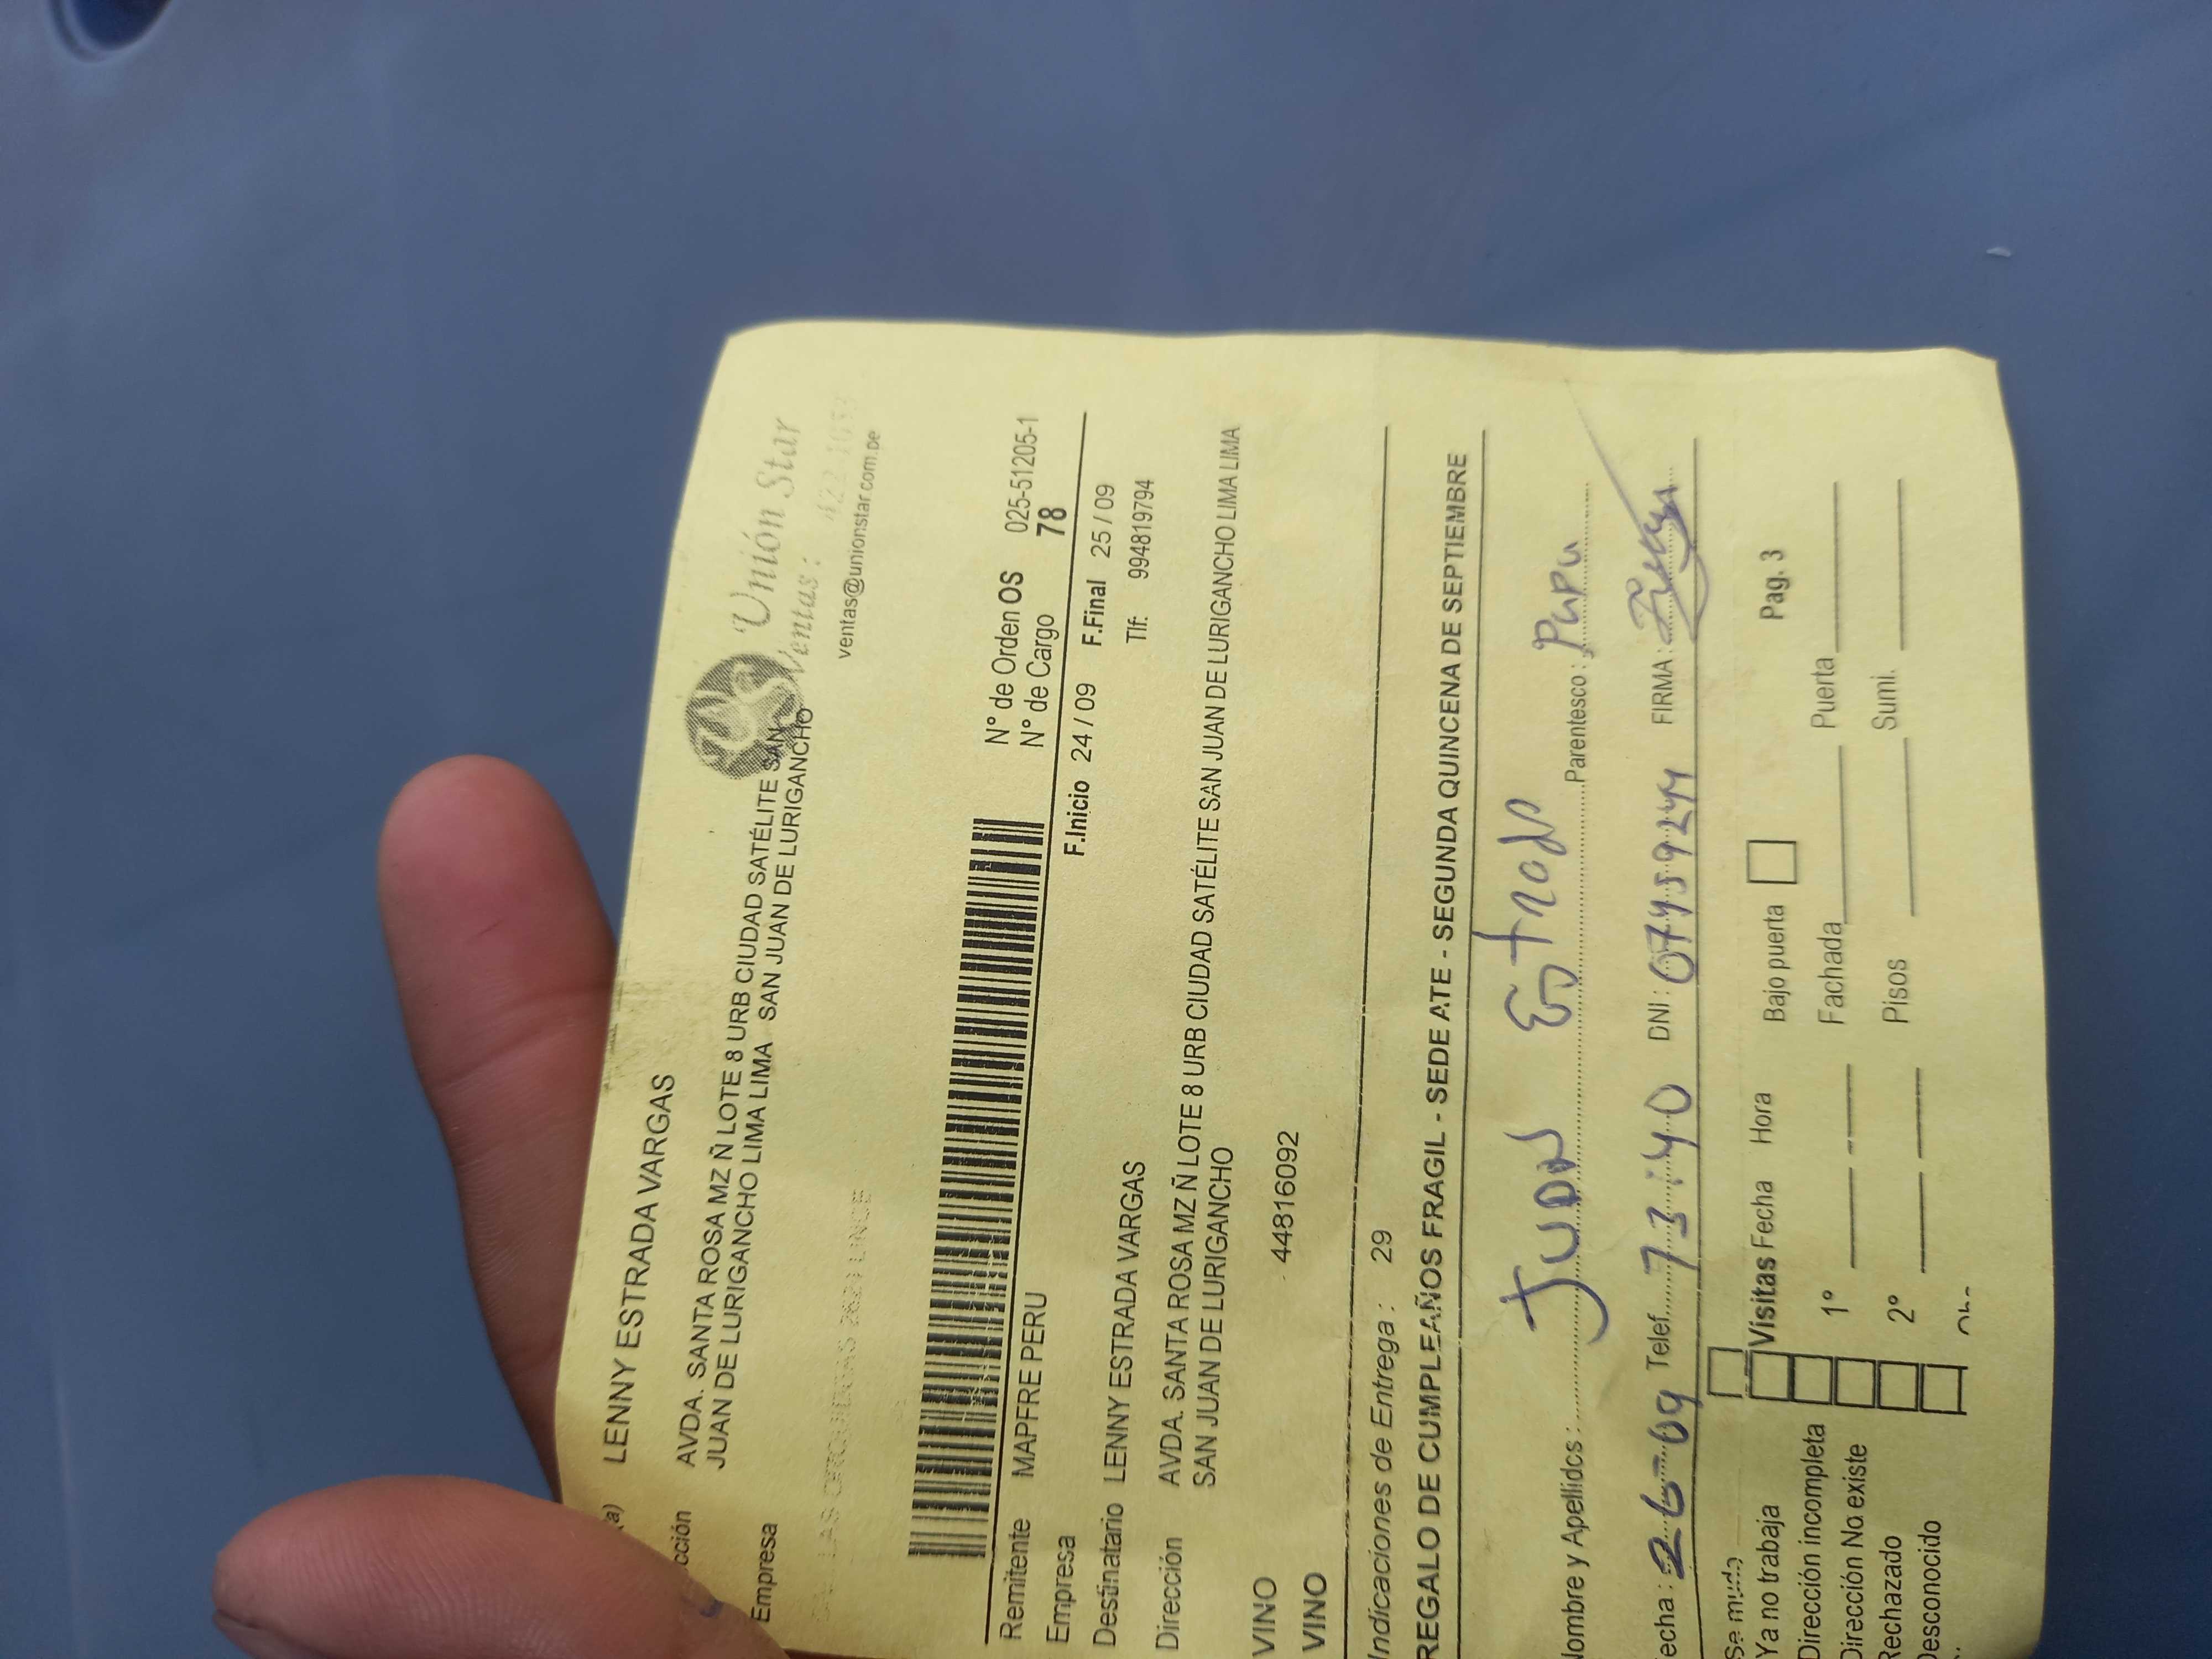 LENNY ESTRADA VARGAS
cción AVDA. SANTA ROSA MZ Ñ LOTE 8 URB CIUDAD SATÉLITE SAN
JUAN DE LURIGANCHO LIMA LIMA SAN JUAN DE LURIGANCHO
Empresa
Unión Star
Ventas:
ventas@unionstar.com.pe
N° de Orden OS 025-51205-1
Remitente MAPFRE PERU N° de Cargo 78
Empresa F.Inicio 24 / 09 F.Final 25 / 09
Destinatario LENNY ESTRADA VARGAS Tlf: 994819794
Dirección AVDA. SANTA ROSA MZ Ñ LOTE 8 URB CIUDAD SATÉLITE SAN JUAN DE LURIGANCHO LIMA LIMA
SAN JUAN DE LURIGANCHO
VINO 448816092
VINO
Indicaciones de Entrega : 29
REGALO DE CUMPLEAÑOS FRAGIL - SEDE ATE - SEGUNDA QUINCENA DE SEPTIEMBRE
Nombre y Apellidos : Juan Estrada Parentesco : Papa
echa : 26-09 Telef. DNI : FIRMA :
Se mudó
Ya no trabaja Visitas Fecha Hora Bajo puerta Pag. 3
Dirección incompleta 1° Fachada Puerta
Dirección No existe
Rechazado 2° Pisos Sumi.
Desconocido